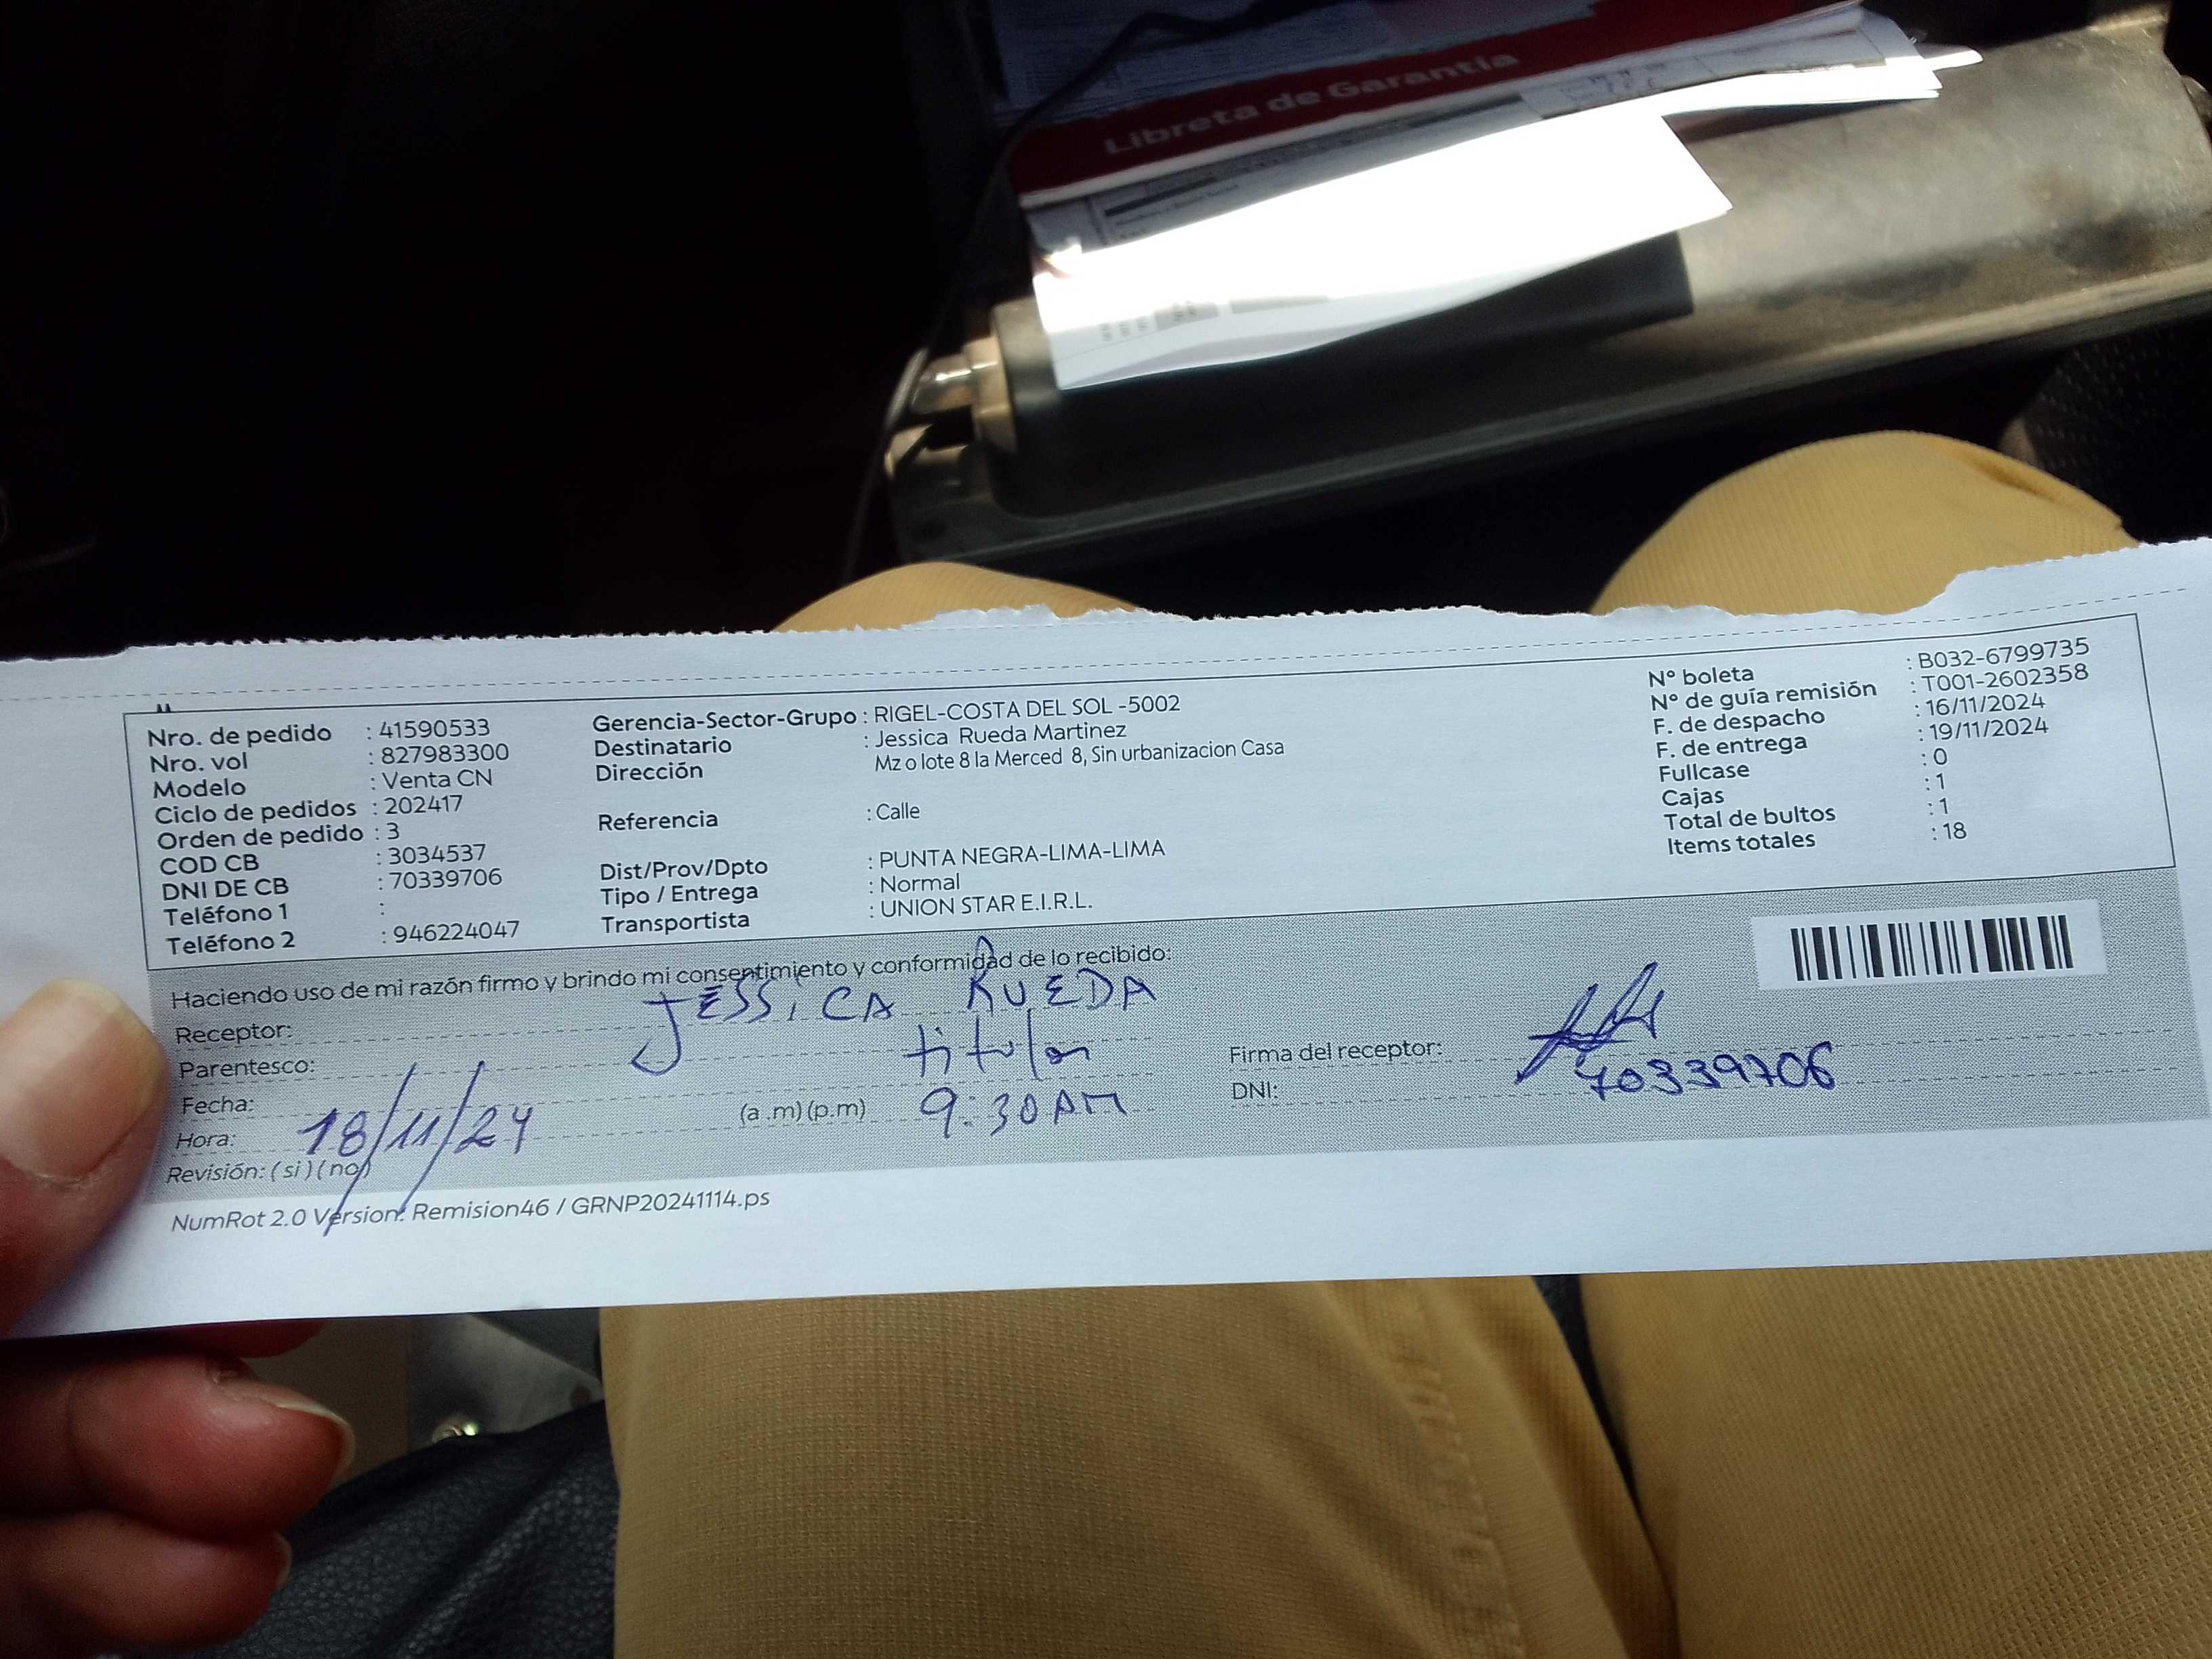 Libreta de Garantía
Nro. de pedido : 41590533
Nro. vol : 827983300
Modelo : Venta CN
Ciclo de pedidos : 202417
Orden de pedido : 3
COD CB : 3034537
DNI DE CB : 70339706
Teléfono 1 :
Teléfono 2 : 946224047
Gerencia-Sector-Grupo : RIGEL-COSTA DEL SOL -5002
Destinatario : Jessica Rueda Martinez
Dirección Mz o lote 8 la Merced 8, Sin urbanizacion Casa
Referencia : Calle
Dist/Prov/Dpto : PUNTA NEGRA-LIMA-LIMA
Tipo / Entrega : Normal
Transportista : UNION STAR E.I.R.L.
Nº boleta : B032-6799735
Nº de guía remisión : T001-2602358
F. de despacho : 16/11/2024
F. de entrega : 19/11/2024
Fullcase : 0
Cajas : 1
Total de bultos : 1
Items totales : 18
Haciendo uso de mi razón firmo y brindo mi consentimiento y conformidad de lo recibido:
Receptor: JESSICA RUEDA
Parentesco: titular
Fecha: 18/11/24
Hora: (a .m) (p.m) 9:30 AM
Revisión: ( si ) ( no )
Firma del receptor:
DNI: 70339706
NumRot 2.0 Version: Remision46 / GRNP20241114.ps